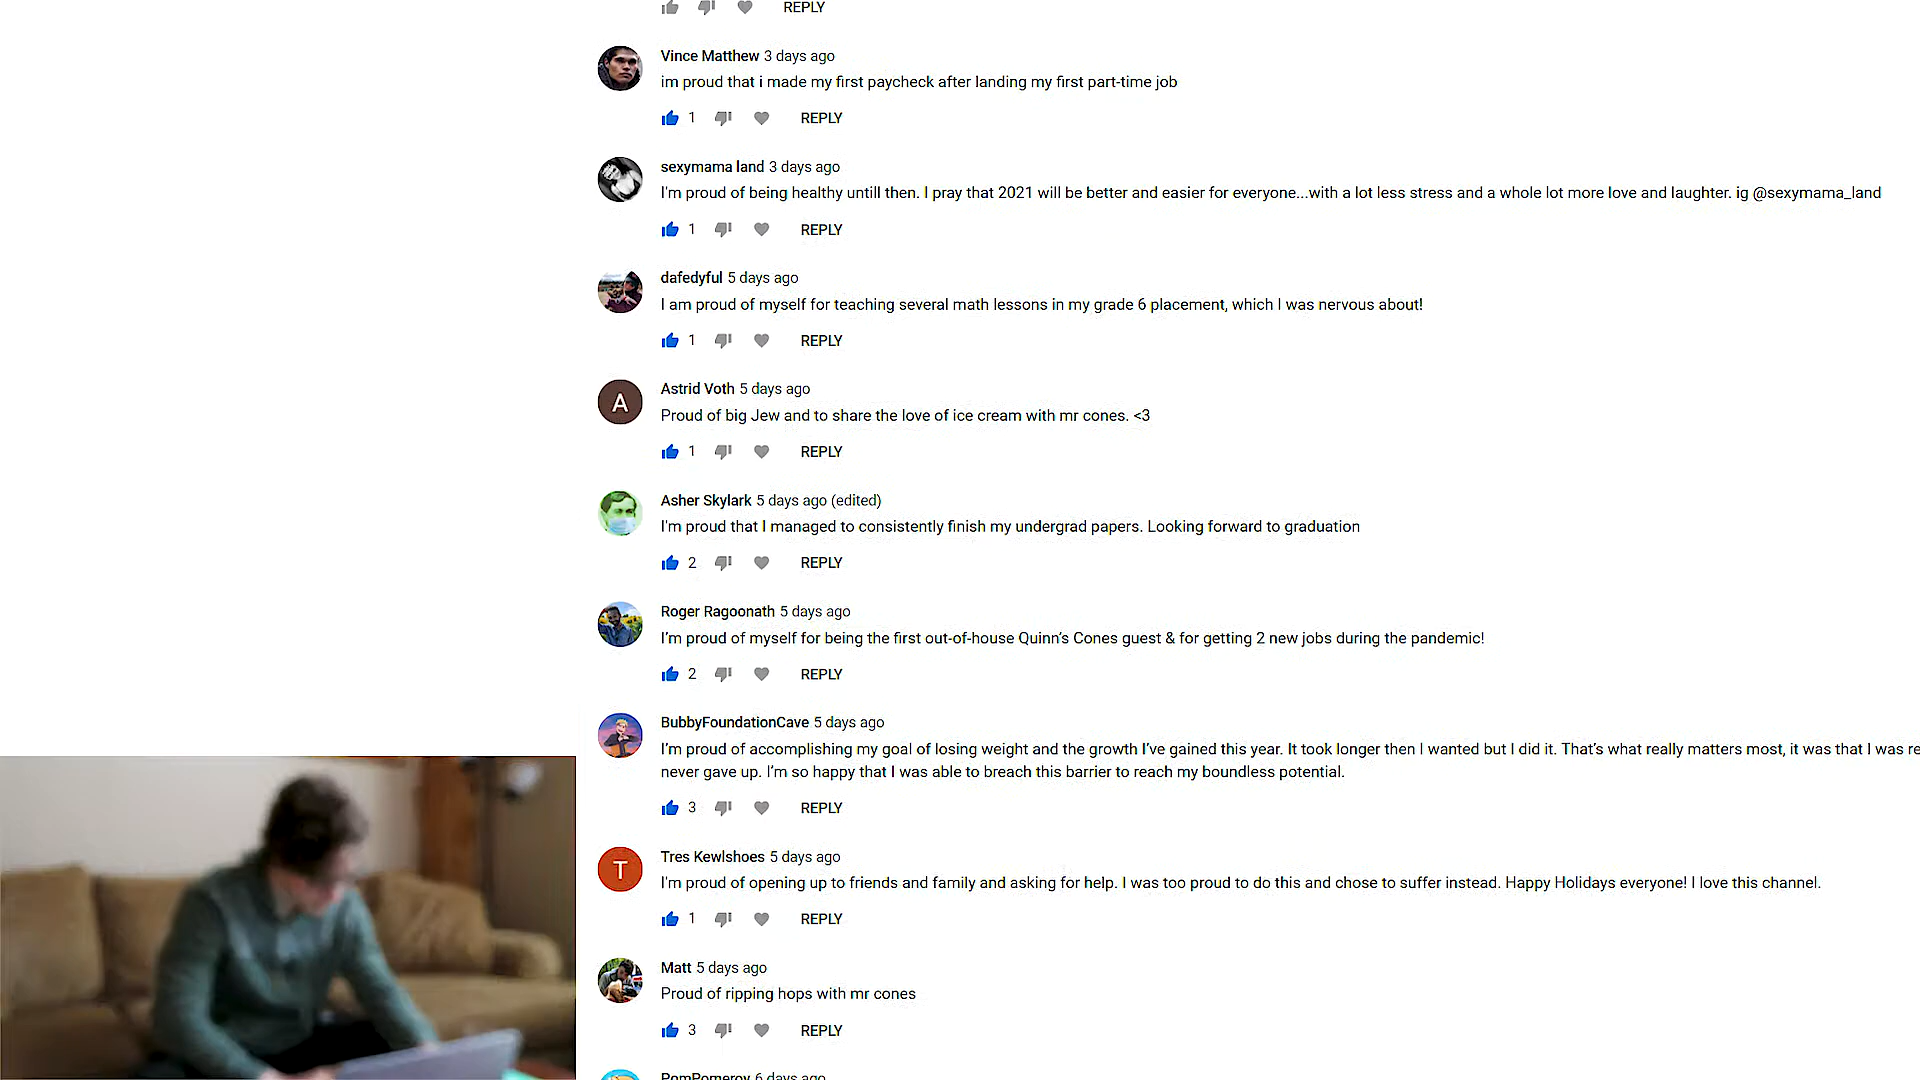 REPLY
Vince Matthew 3 days ago
im proud that i made my first paycheck after landing my first part-time job
1 REPLY
sexymama land 3 days ago
I'm proud of being healthy untill then. I pray that 2021 will be better and easier for everyone...with a lot less stress and a whole lot more love and laughter. ig @sexymama_land
1 REPLY
dafedyful 5 days ago
I am proud of myself for teaching several math lessons in my grade 6 placement, which I was nervous about!
1 REPLY
A
Astrid Voth 5 days ago
Proud of big Jew and to share the love of ice cream with mr cones. <3
1 REPLY
Asher Skylark 5 days ago (edited)
I'm proud that I managed to consistently finish my undergrad papers. Looking forward to graduation
2 REPLY
Roger Ragoonath 5 days ago
I’m proud of myself for being the first out-of-house Quinn’s Cones guest & for getting 2 new jobs during the pandemic!
2 REPLY
BubbyFoundationCave 5 days ago
I’m proud of accomplishing my goal of losing weight and the growth I’ve gained this year. It took longer then I wanted but I did it. That’s what really matters most, it was that I was re
never gave up. I’m so happy that I was able to breach this barrier to reach my boundless potential.
3 REPLY
T
Tres Kewlshoes 5 days ago
I'm proud of opening up to friends and family and asking for help. I was too proud to do this and chose to suffer instead. Happy Holidays everyone! I love this channel.
1 REPLY
Matt 5 days ago
Proud of ripping hops with mr cones
3 REPLY
PomPomeroy 6 days ago